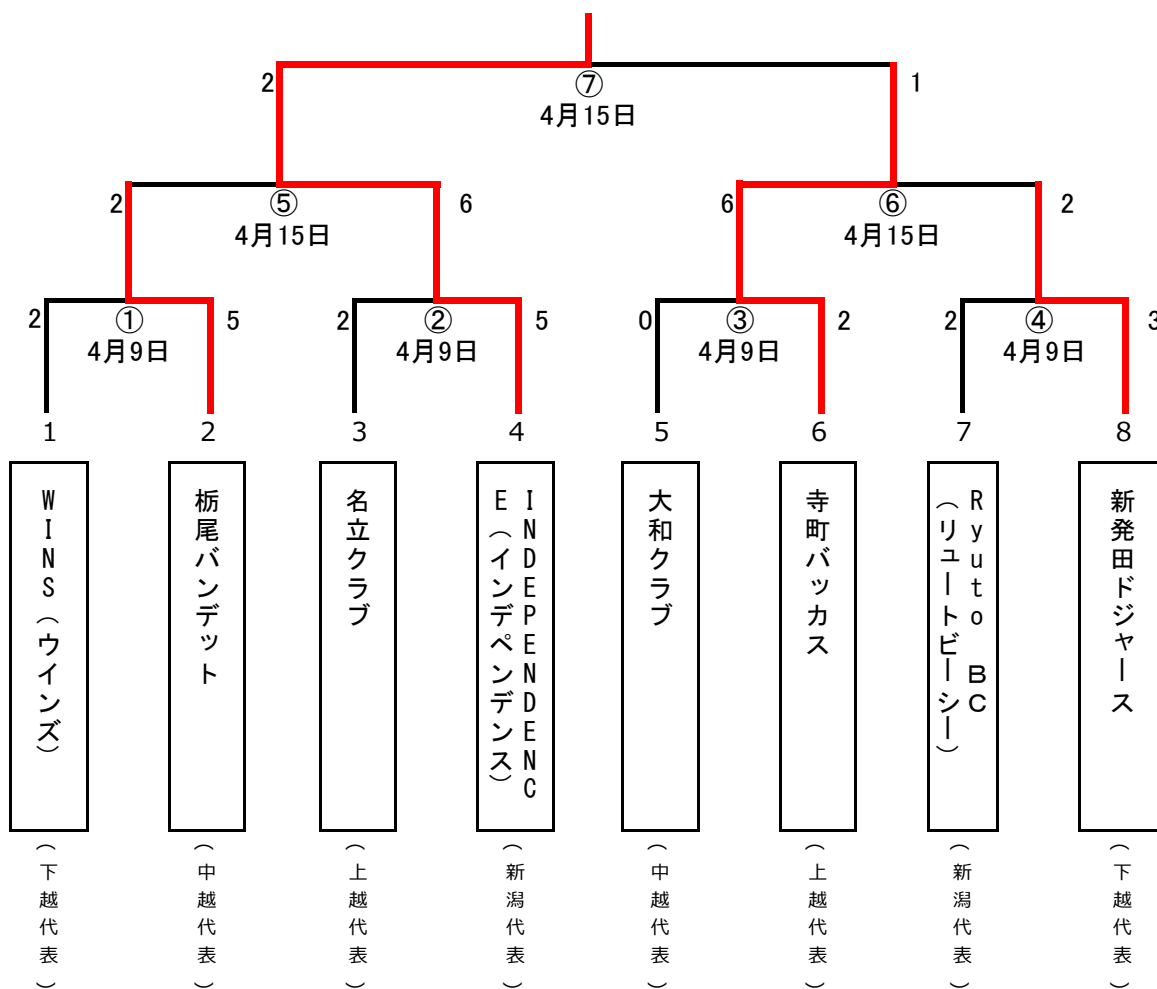 2
⑦
1
4月15日
2
⑤
6
6
⑥
2
4月15日
4月15日
2
①
5
2
②
5
0
③
2
2
④
3
4月9日
4月9日
4月9日
4月9日
1
2
3
4
5
6
7
8
WINS（ウインズ）
栃尾バンデット
名立クラブ
INDEPENDENC
E（インデペンデンス）
大和クラブ
寺町バッカス
Ryuto BC
（リュートビーシー）
新発田ドジャース
（下越代表）
（中越代表）
（上越代表）
（新潟代表）
（中越代表）
（上越代表）
（新潟代表）
（下越代表）